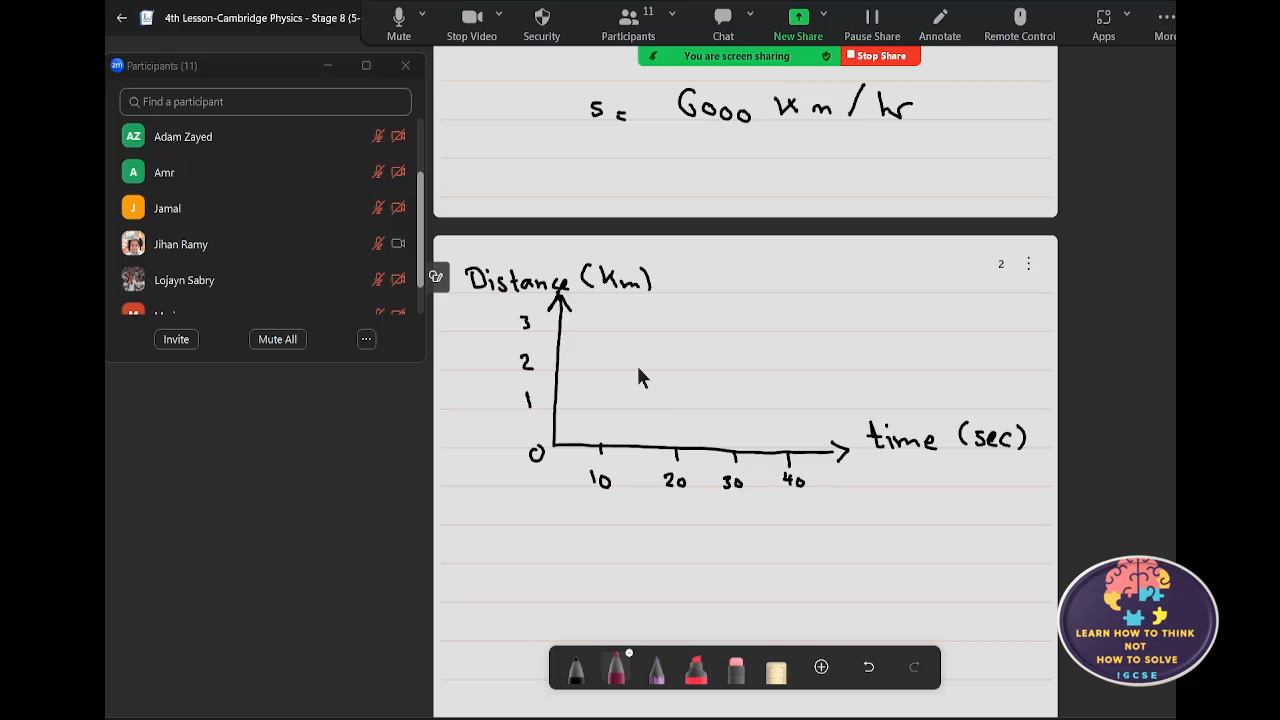 4th Lesson-Cambridge Physics - Stage 8 (5-
Mute
Stop Video
Security
11
Participants
Chat
New Share
Pause Share
Annotate
Remote Control
Apps
More
You are screen sharing
Stop Share
zm Participants (11)
Find a participant
AZ Adam Zayed
A Amr
J Jamal
Jihan Ramy
Lojayn Sabry
Invite
Mute All
...
s = 6000 Km/hr
2
Distance (Km)
3
2
1
0
time (sec)
10 20 30 40
LEARN HOW TO THINK
NOT
HOW TO SOLVE
!GCSE